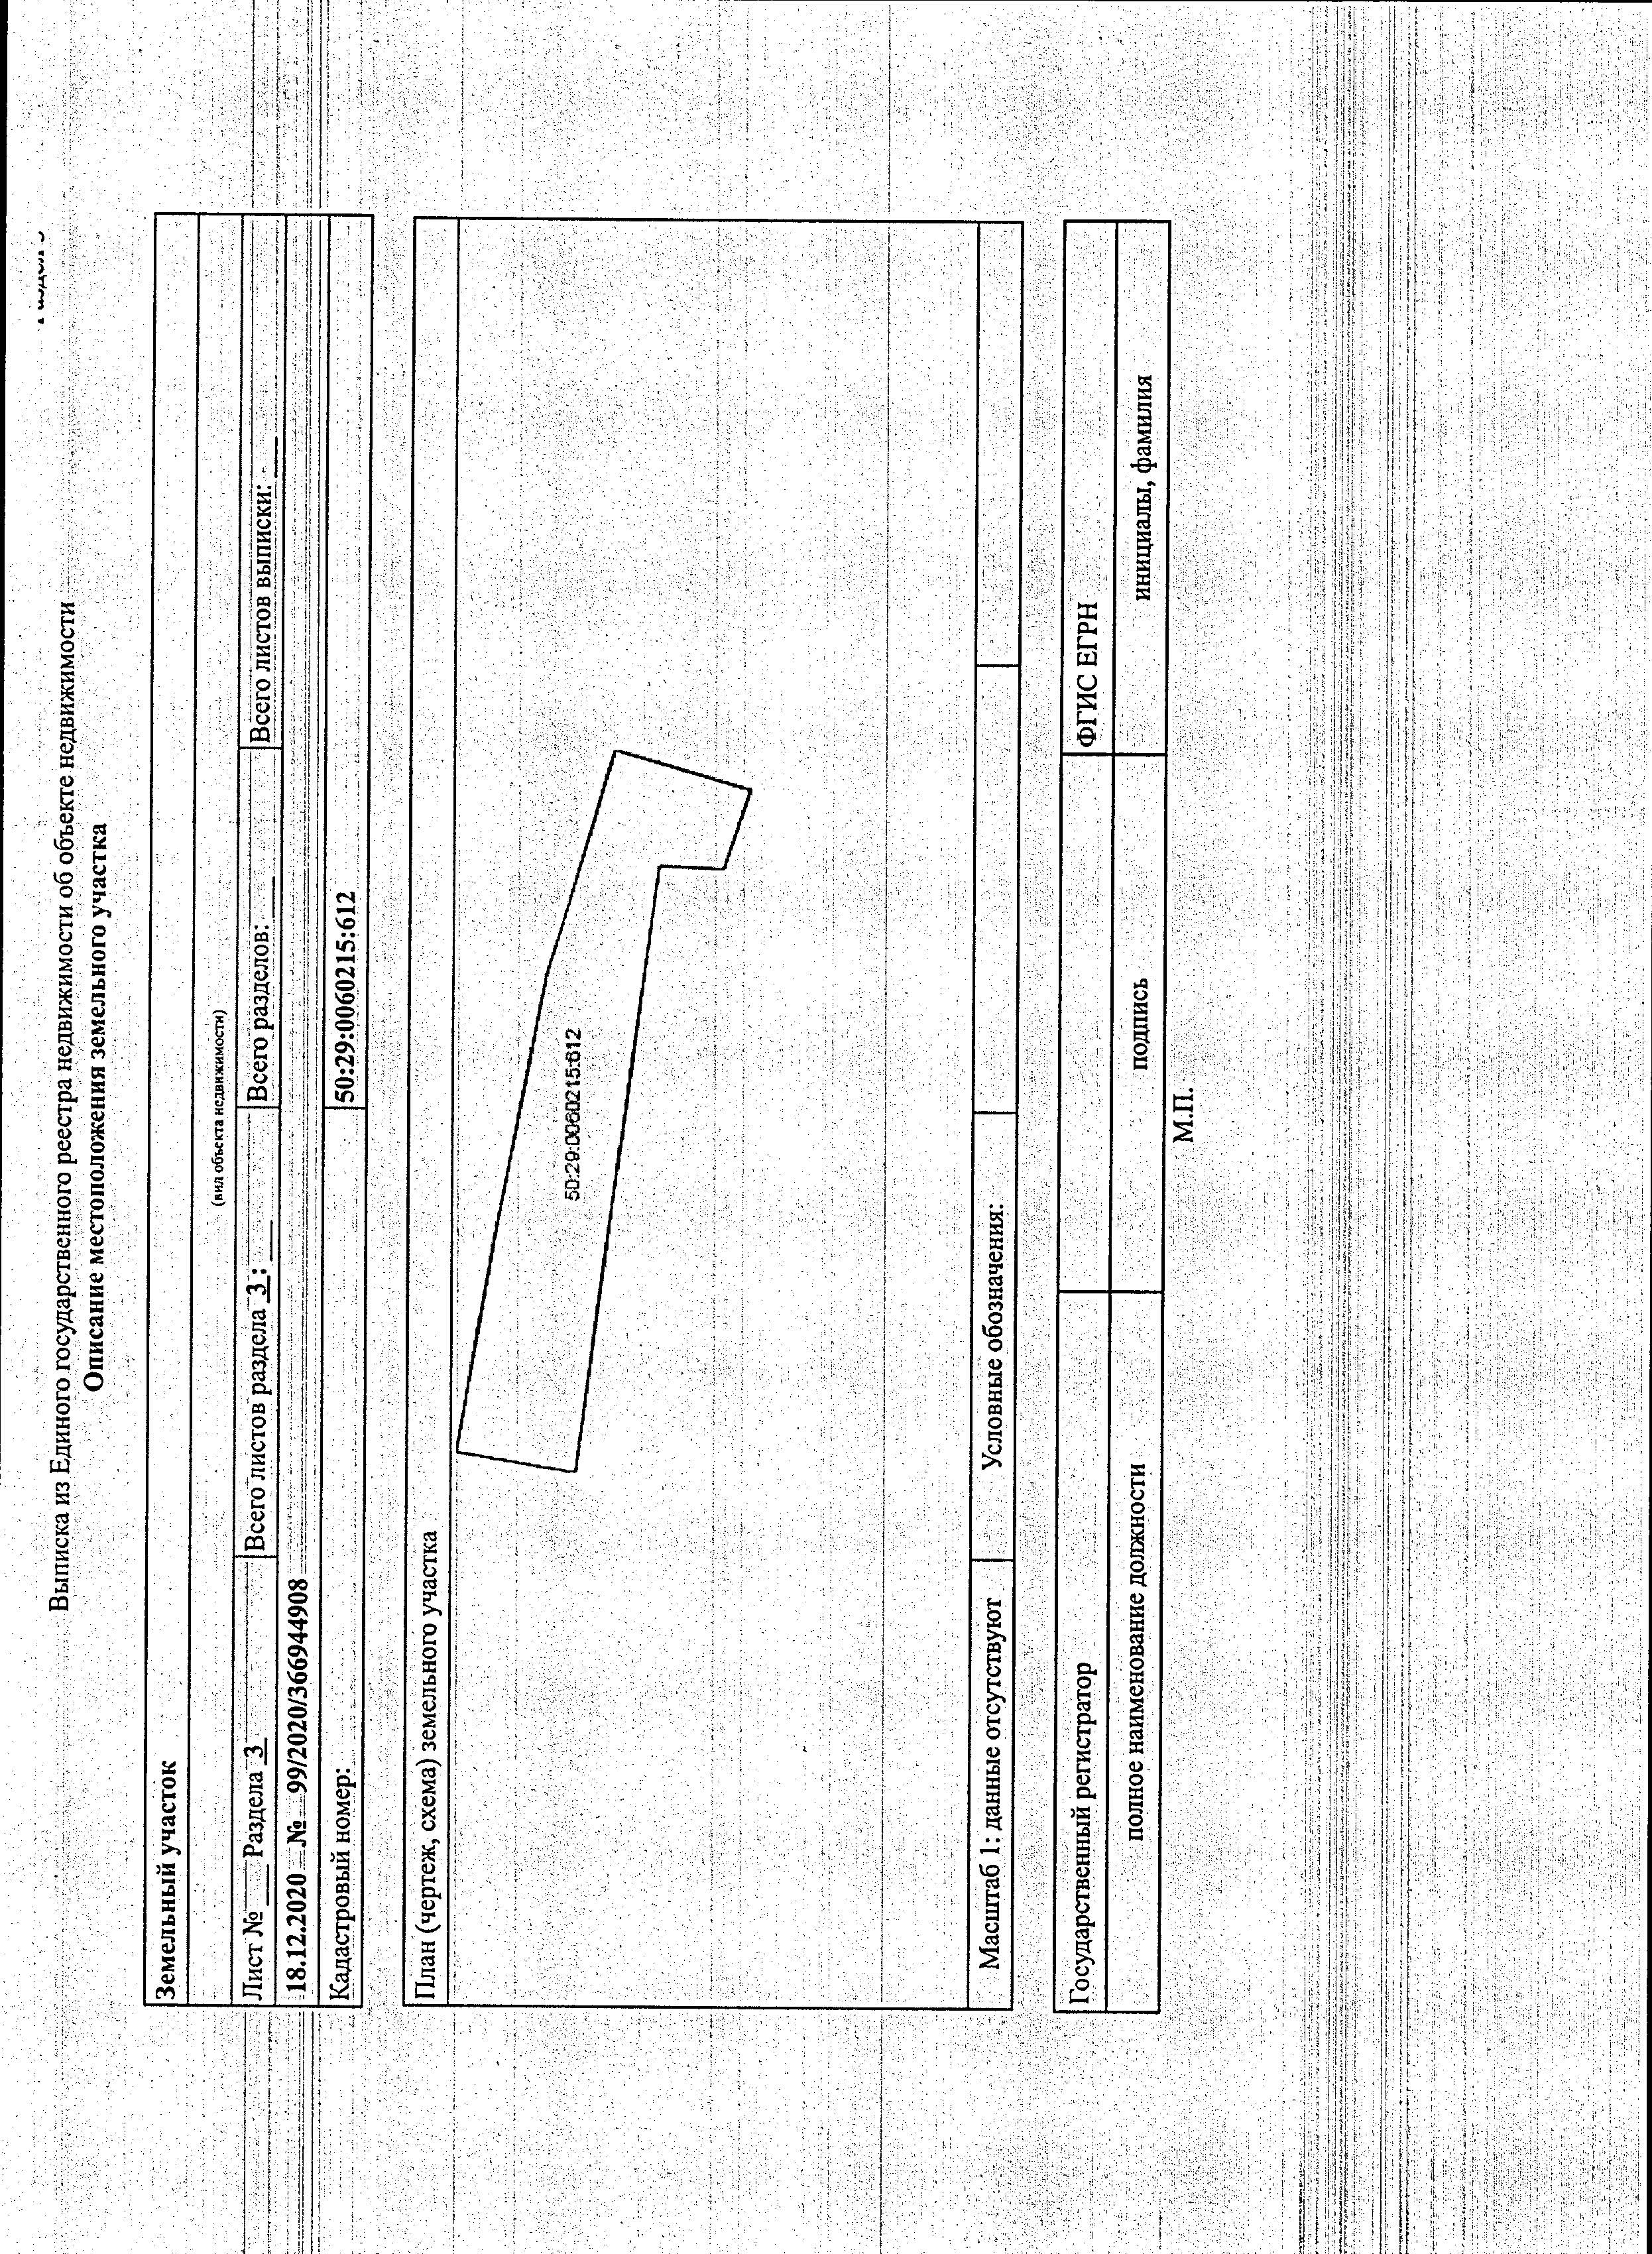 Выписка из Единого государственного реестра недвижимости об объекте недвижимости
Описание местоположения земельного участка
Земельный участок
(вид объекта недвижимости)
Лист № ___ Раздела 3 Всего листов раздела 3 : ___ Всего разделов: ___ Всего листов выписки: ___
18.12.2020 № 99/2020/366944908
Кадастровый номер: 50:29:0060215:612
План (чертеж, схема) земельного участка
50:29:0060215:612
Масштаб 1: данные отсутствуют Условные обозначения:
Государственный регистратор ФГИС ЕГРН
полное наименование должности подпись инициалы, фамилия
М.П.